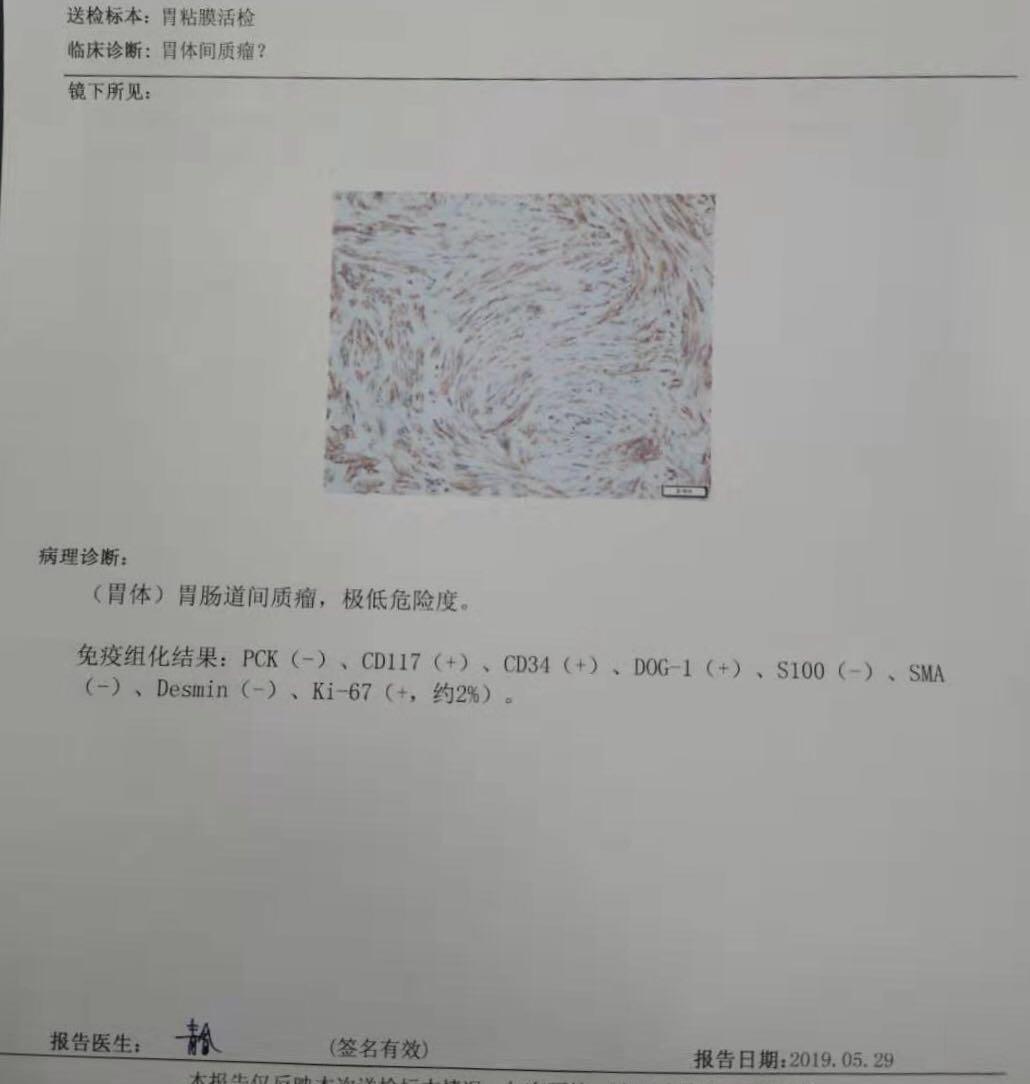 送检标本：胃粘膜活检
临床诊断：胃体间质瘤？
镜下所见：
病理诊断：
（胃体）胃肠道间质瘤，极低危险度。
免疫组化结果：PCK（-）、CD117（+）、CD34（+）、DOG-1（+）、S100（-）、SMA
（-）、Desmin（-）、Ki-67（+，约2%）。
报告医生：
(签名有效)
报告日期:2019.05.29
本报告仅反映本次送检标本情况